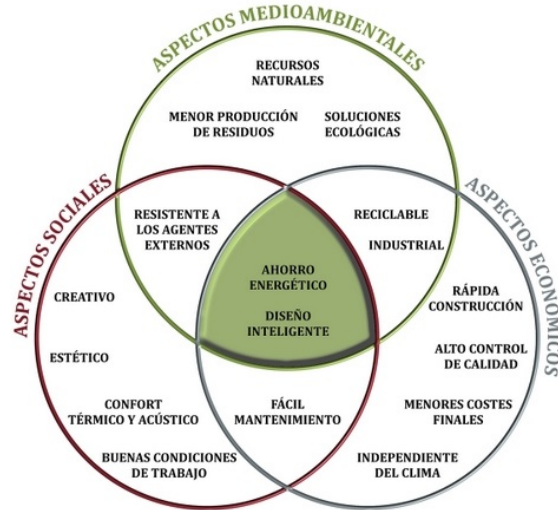 ASPECTOS MEDIOAMBIENTALES
RECURSOS
NATURALES
MENOR PRODUCCIÓN
DE RESIDUOS
SOLUCIONES
ECOLÓGICAS
ASPECTOS SOCIALES
ASPECTOS ECONÓMICOS
RESISTENTE A
LOS AGENTES
EXTERNOS
RECICLABLE
INDUSTRIAL
AHORRO
ENERGÉTICO
DISEÑO
INTELIGENTE
CREATIVO
ESTÉTICO
CONFORT
TÉRMICO Y ACÚSTICO
BUENAS CONDICIONES
DE TRABAJO
FÁCIL
MANTENIMIENTO
RÁPIDA
CONSTRUCCIÓN
ALTO CONTROL
DE CALIDAD
MENORES COSTES
FINALES
INDEPENDIENTE
DEL CLIMA